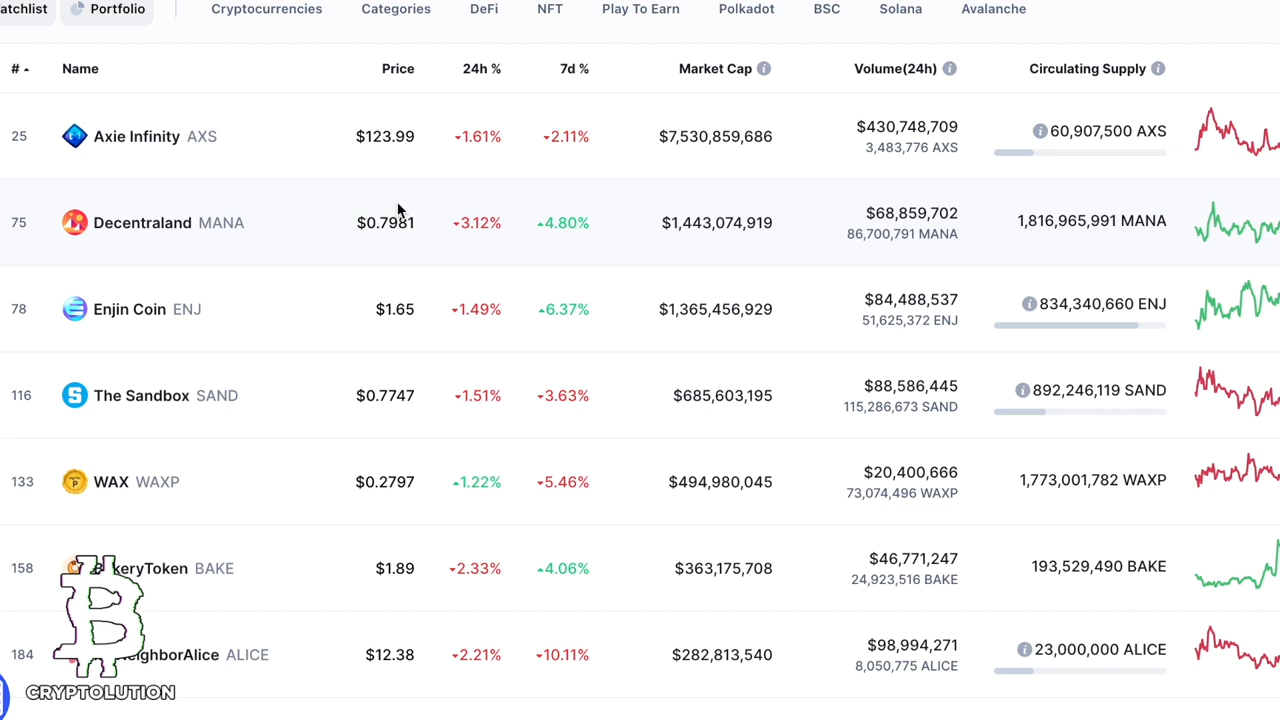 Portfolio Cryptocurrencies Categories DeFi NFT Play To Earn Polkadot BSC Solana Avalanche
# Name Price 24h % 7d % Market Cap Volume(24h) Circulating Supply
25 Axie Infinity AXS $123.99 1.61% 2.11% $7,530,859,686 $430,748,709 60,907,500 AXS
3,483,776 AXS
75 Decentraland MANA $0.7981 3.12% 4.80% $1,443,074,919 $68,859,702 1,816,965,991 MANA
86,700,791 MANA
78 Enjin Coin ENJ $1.65 1.49% 6.37% $1,365,456,929 $84,488,537 834,340,660 ENJ
51,625,372 ENJ
116 The Sandbox SAND $0.7747 1.51% 3.63% $685,603,195 $88,586,445 892,246,119 SAND
115,286,673 SAND
133 WAX WAXP $0.2797 1.22% 5.46% $494,980,045 $20,400,666 1,773,001,782 WAXP
73,074,496 WAXP
158 BAKE $1.89 2.33% 4.06% $363,175,708 $46,771,247 193,529,490 BAKE
24,923,516 BAKE
184 ALICE $12.38 2.21% 10.11% $282,813,540 $98,994,271 23,000,000 ALICE
8,050,775 ALICE
CRYPTOLUTION